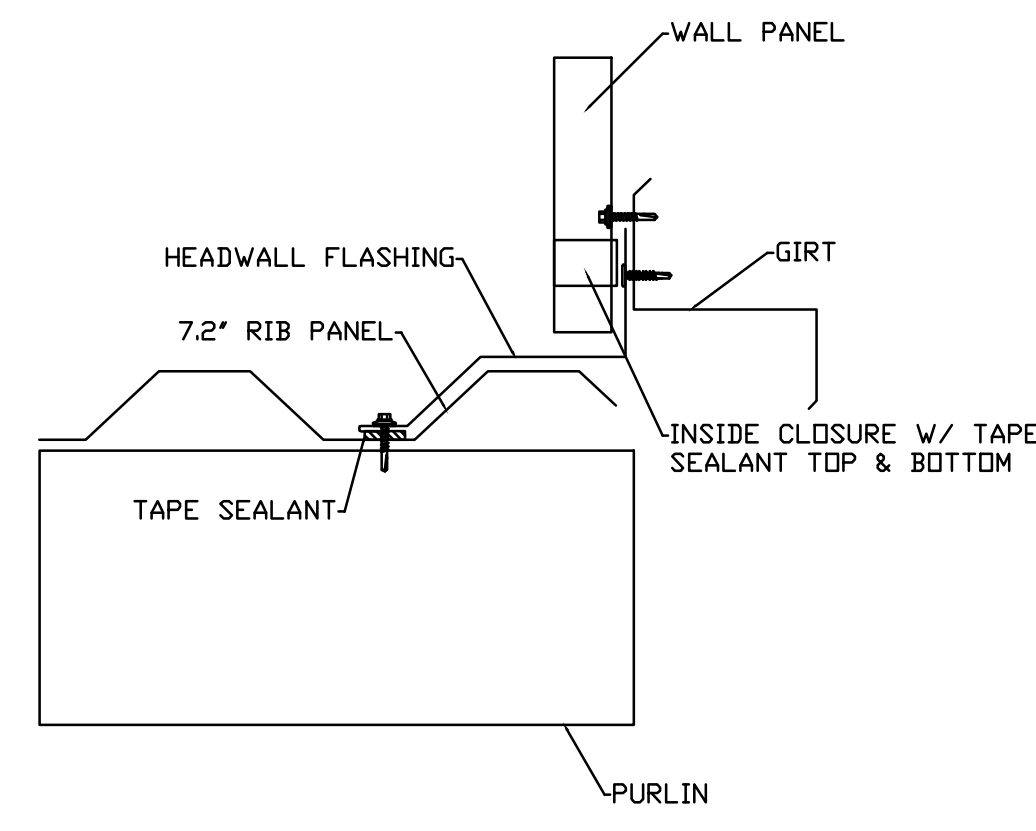 WALL PANEL
HEADWALL FLASHING
GIRT
7.2" RIB PANEL
INSIDE CLOSURE W/ TAPE
SEALANT TOP & BOTTOM
TAPE SEALANT
PURLIN